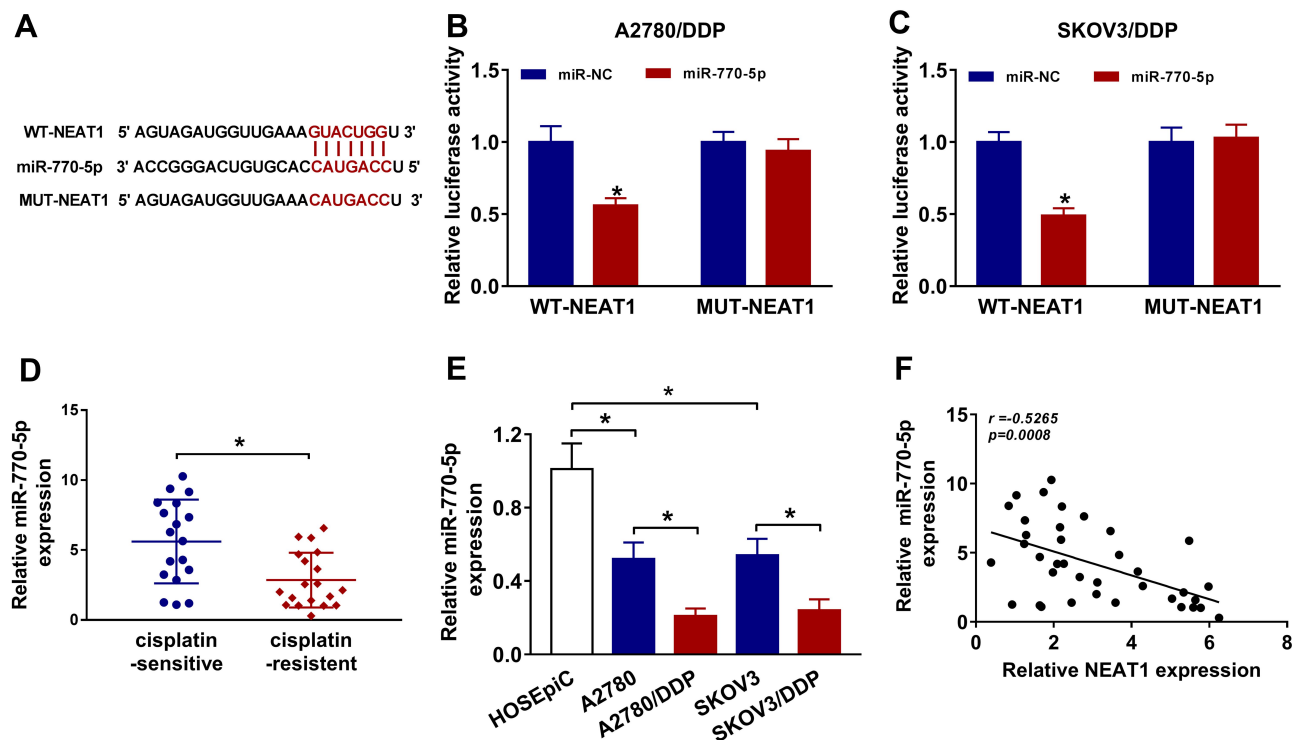 A
WT-NEAT1 5' AGUAGAUGGUUGAAAGUACUGGU 3'
miR-770-5p 3' ACCGGGACUGUGCACCAUGACCU 5'
MUT-NEAT1 5' AGUAGAUGGUUGAAACAUGACCU 3'
B
A2780/DDP
Relative luciferase activity
1.5
1.0
0.5
0.0
miR-NC
miR-770-5p
*
WT-NEAT1
MUT-NEAT1
C
SKOV3/DDP
Relative luciferase activity
1.5
1.0
0.5
0.0
miR-NC
miR-770-5p
*
WT-NEAT1
MUT-NEAT1
D
Relative miR-770-5p
expression
15
10
5
0
*
cisplatin
-sensitive
cisplatin
-resistent
E
Relative miR-770-5p
expression
1.2
0.8
0.4
0.0
*
*
*
*
HOSEpiC
A2780
A2780/DDP
SKOV3
SKOV3/DDP
F
Relative miR-770-5p
expression
15
10
5
0
r =-0.5265
p=0.0008
0
2
4
6
8
Relative NEAT1 expression